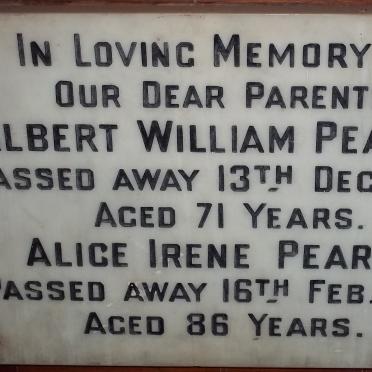 IN LOVING MEMORY
OUR DEAR PARENT
LBERT WILLIAM PEA
ASSED AWAY 13TH DEC
AGED 71 YEARS.
ALICE IRENE PEAR
PASSED AWAY 16TH FEB.
AGED 86 YEARS.